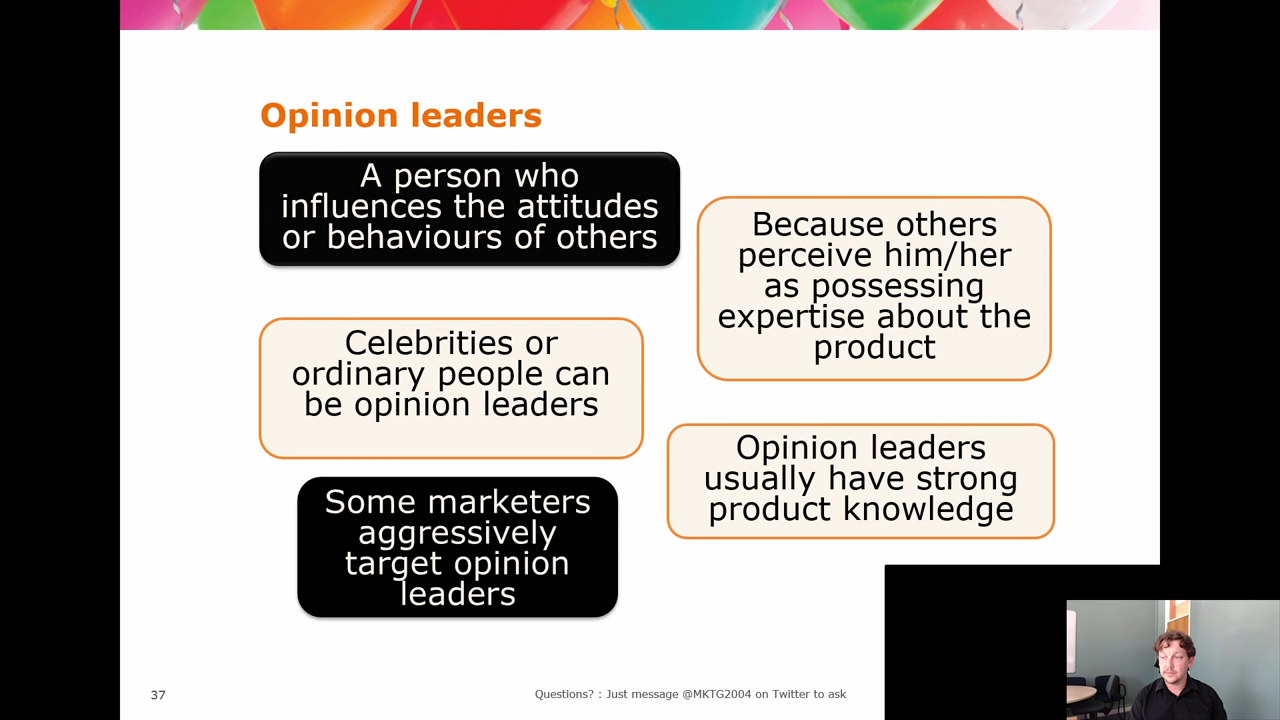 Opinion leaders
A person who
influences the attitudes
or behaviours of others
Because others
perceive him/her
as possessing
expertise about the
product
Celebrities or
ordinary people can
be opinion leaders
Opinion leaders
usually have strong
product knowledge
Some marketers
aggressively
target opinion
leaders
37
Questions? : Just message @MKTG2004 on Twitter to ask